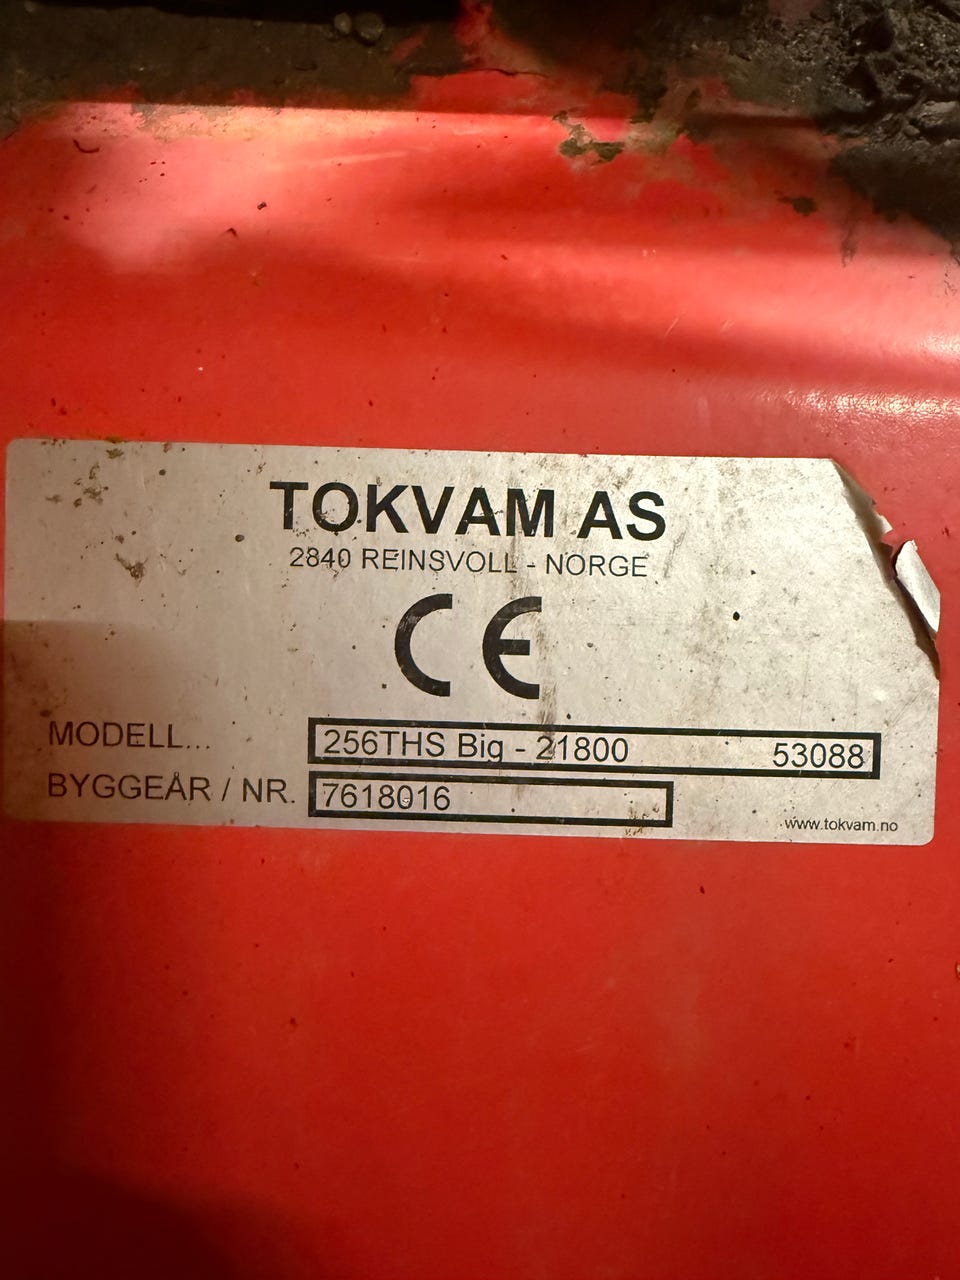 TOKVAM AS
2840 REINSVOLL - NORGE
CE
MODELL... 256THS Big - 21800 53088
BYGGEÅR / NR. 7618016
www.tokvam.no